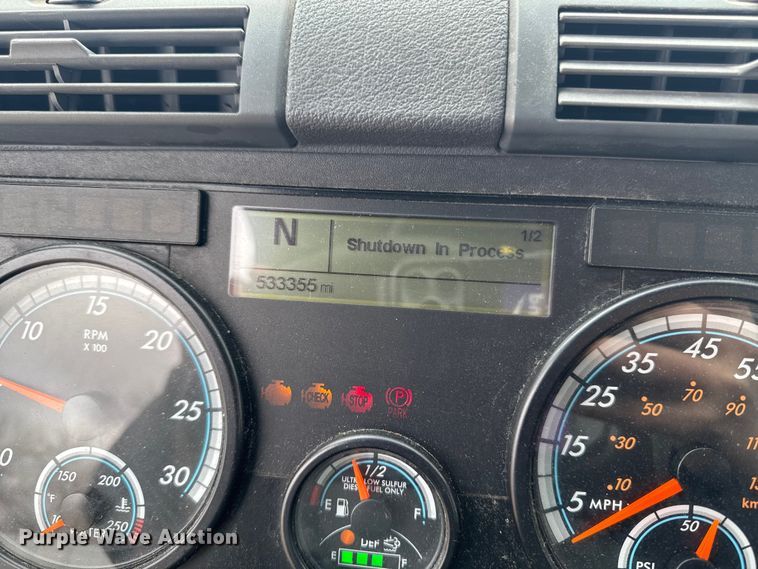 N
1/2
Shutdown In Process
533355 mi
10
15
20
25
30
RPM
X 100
150
200
250
°F
CHECK
STOP
PARK
1/2
ULTRA LOW SULFUR
DIESEL FUEL ONLY
E
F
DEF
E
F
5 MPH
15
25
35
45
55
10
30
50
70
90
50
PSI
Purple Wave Auction